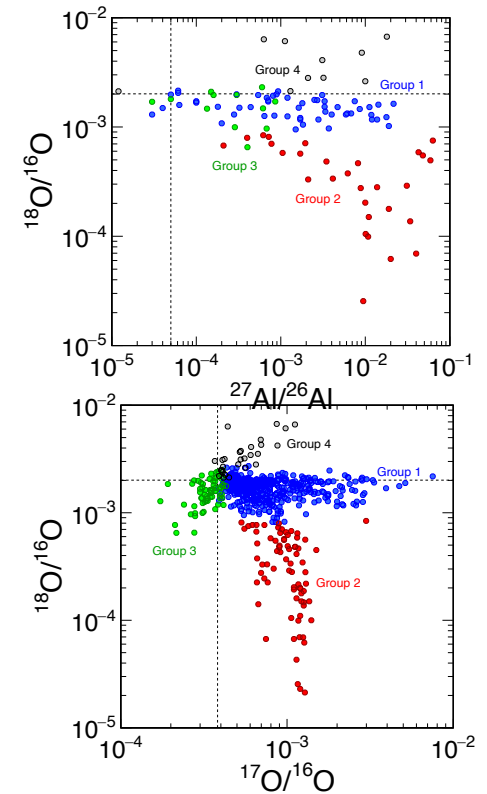 10⁻²
Group 4
Group 1
10⁻³
Group 3
Group 2
¹⁸O/¹⁶O
10⁻⁴
10⁻⁵
10⁻⁵ 10⁻⁴ 10⁻³ 10⁻² 10⁻¹
²⁷Al/²⁶Al
10⁻²
Group 4
Group 1
10⁻³
Group 3
Group 2
¹⁸O/¹⁶O
10⁻⁴
10⁻⁵
10⁻⁴ 10⁻³ 10⁻²
¹⁷O/¹⁶O